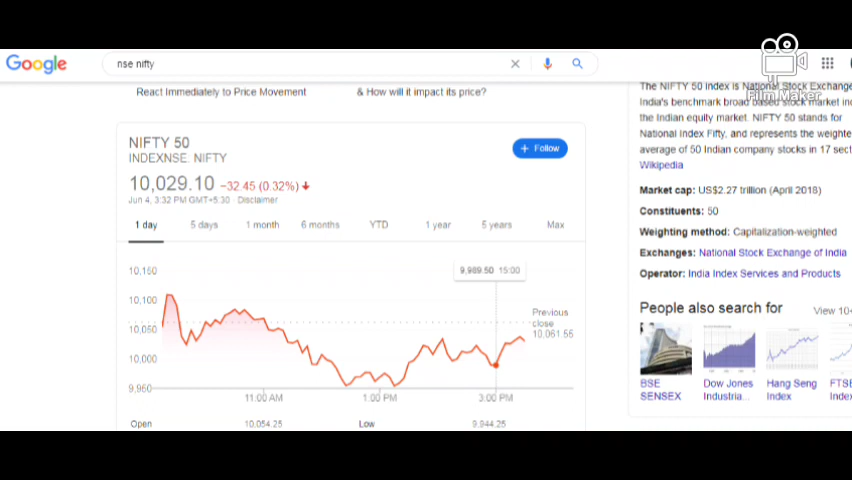 Google
nse nifty
Film Maker
React Immediately to Price Movement
& How will it impact its price?
NIFTY 50
INDEXNSE: NIFTY
+ Follow
10,029.10 −32.45 (0.32%)
Jun 4, 3:32 PM GMT+5:30 · Disclaimer
1 day 5 days 1 month 6 months YTD 1 year 5 years Max
9,989.50 15:00
10,150
10,100
10,050
10,000
9,950
Previous
close
10,061.55
11:00 AM 1:00 PM 3:00 PM
Open 10,054.25 Low 9,944.25
The NIFTY 50 index is National Stock Exchange
India's benchmark broad based stock market
the Indian equity market. NIFTY 50 stands for
National Index Fifty, and represents the weighte
average of 50 Indian company stocks in 17 sect
Wikipedia
Market cap: US$2.27 trillion (April 2018)
Constituents: 50
Weighting method: Capitalization-weighted
Exchanges: National Stock Exchange of India
Operator: India Index Services and Products
People also search for
View 10+
BSE
SENSEX
Dow Jones
Industria...
Hang Seng
Index
FTSE
Index